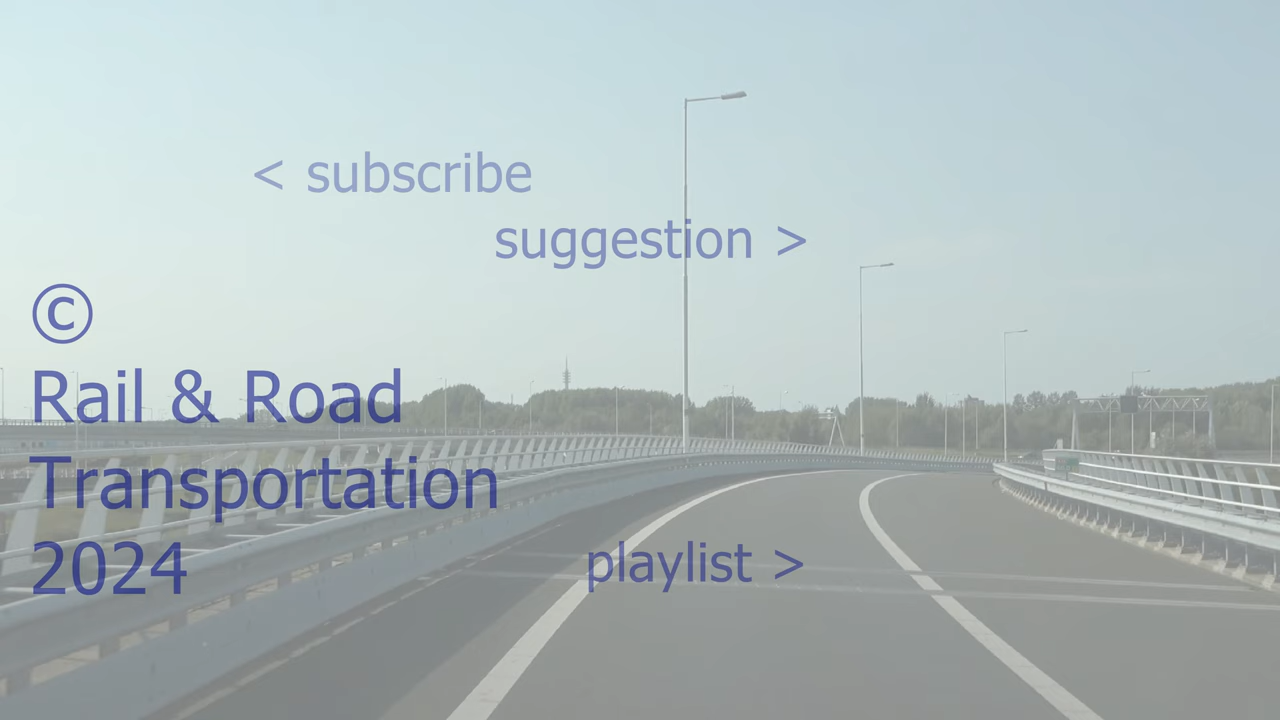 < subscribe
suggestion >
©
Rail & Road
Transportation
2024
playlist >